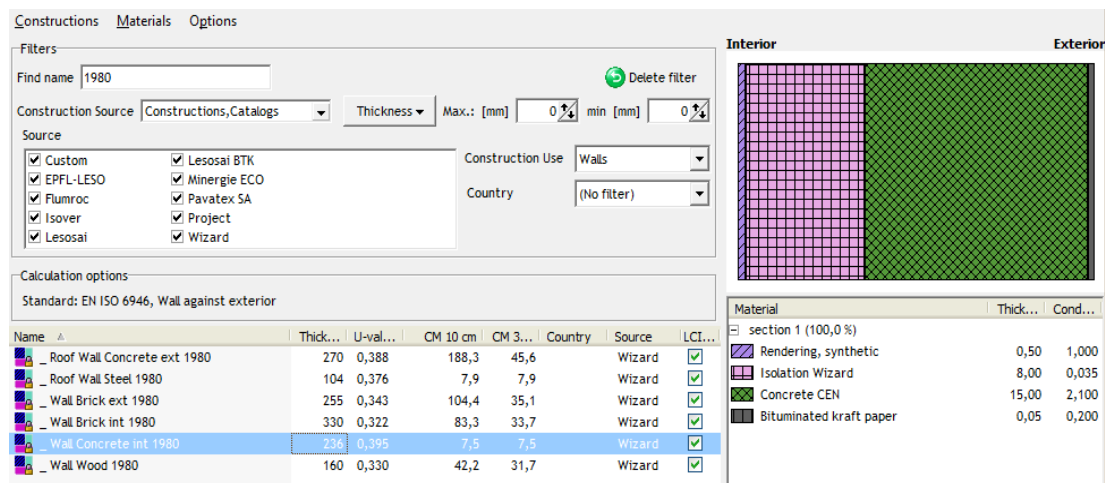 Constructions Materials Options
Filters
Find name 1980
Delete filter
Construction Source Constructions,Catalogs Thickness Max.: [mm] 0 min [mm] 0
Source
Custom Lesosai BTK
EPFL-LESO Minergie ECO
Flumroc Pavatex SA
Isover Project
Lesosai Wizard
Construction Use Walls
Country (No filter)
Calculation options
Standard: EN ISO 6946, Wall against exterior
Name Thick... U-val... CM 10 cm CM 3... Country Source LCI...
_ Roof Wall Concrete ext 1980 270 0,388 188,3 45,6 Wizard
_ Roof Wall Steel 1980 104 0,376 7,9 7,9 Wizard
_ Wall Brick ext 1980 255 0,343 104,4 35,1 Wizard
_ Wall Brick int 1980 330 0,322 83,3 33,7 Wizard
_ Wall Concrete int 1980 236 0,395 7,5 7,5 Wizard
_ Wall Wood 1980 160 0,330 42,2 31,7 Wizard
Interior Exterior
Material Thick... Cond...
section 1 (100,0 %)
Rendering, synthetic 0,50 1,000
Isolation Wizard 8,00 0,035
Concrete CEN 15,00 2,100
Bituminated kraft paper 0,05 0,200